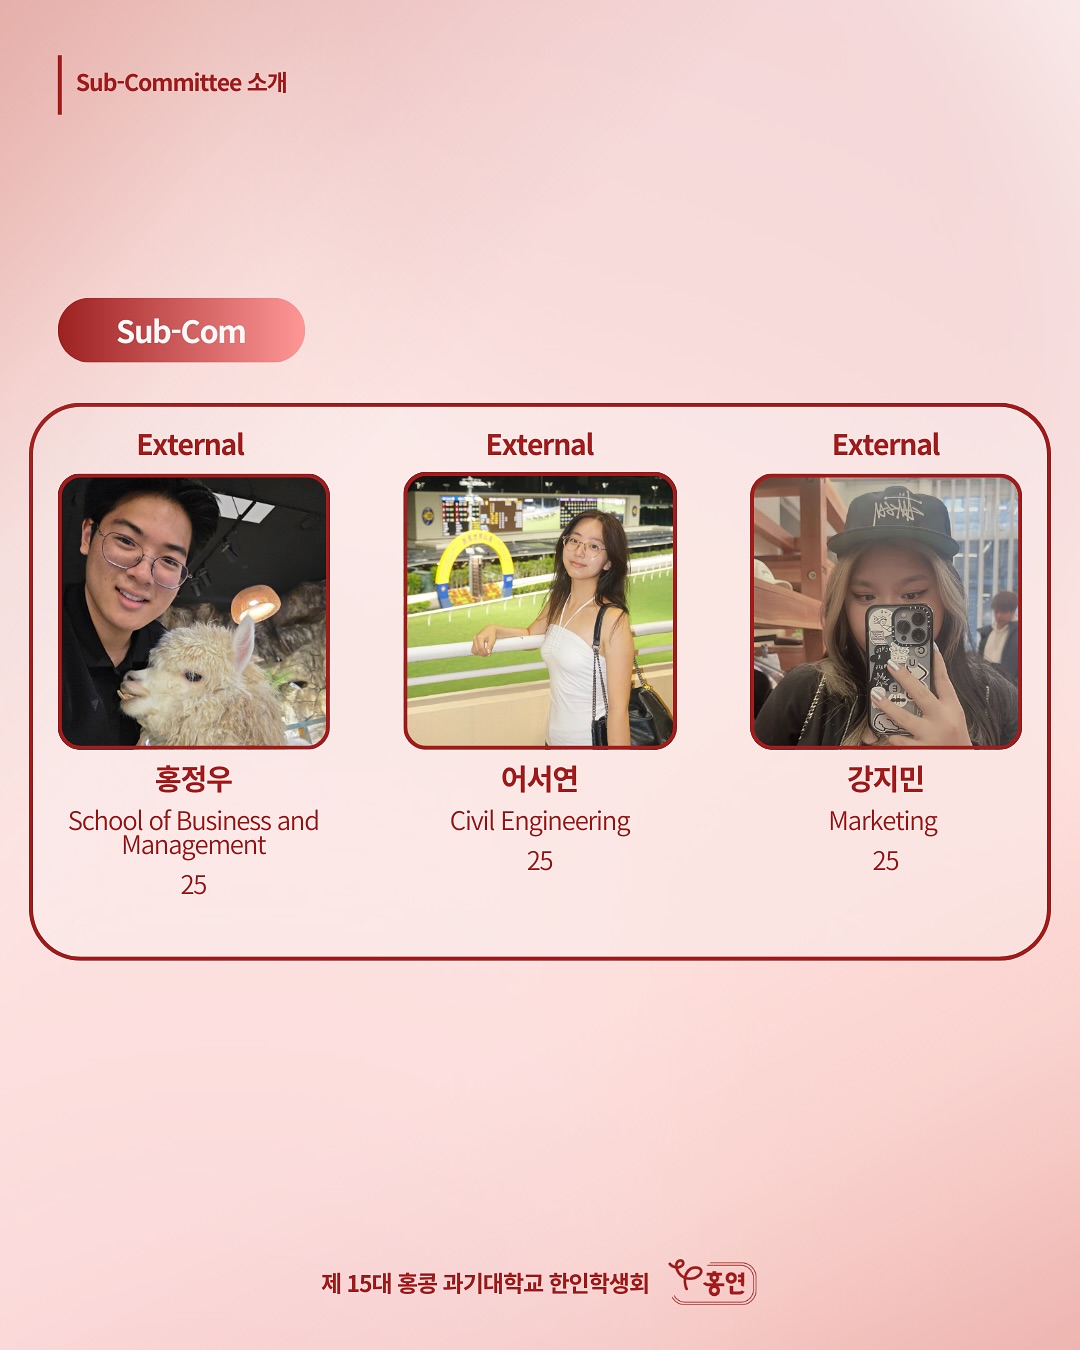 Sub-Committee 소개
Sub-Com
External
External
External
홍정우
어서연
강지민
School of Business and
Management
Civil Engineering
Marketing
25
25
25
제 15대 홍콩 과기대학교 한인학생회
홍연